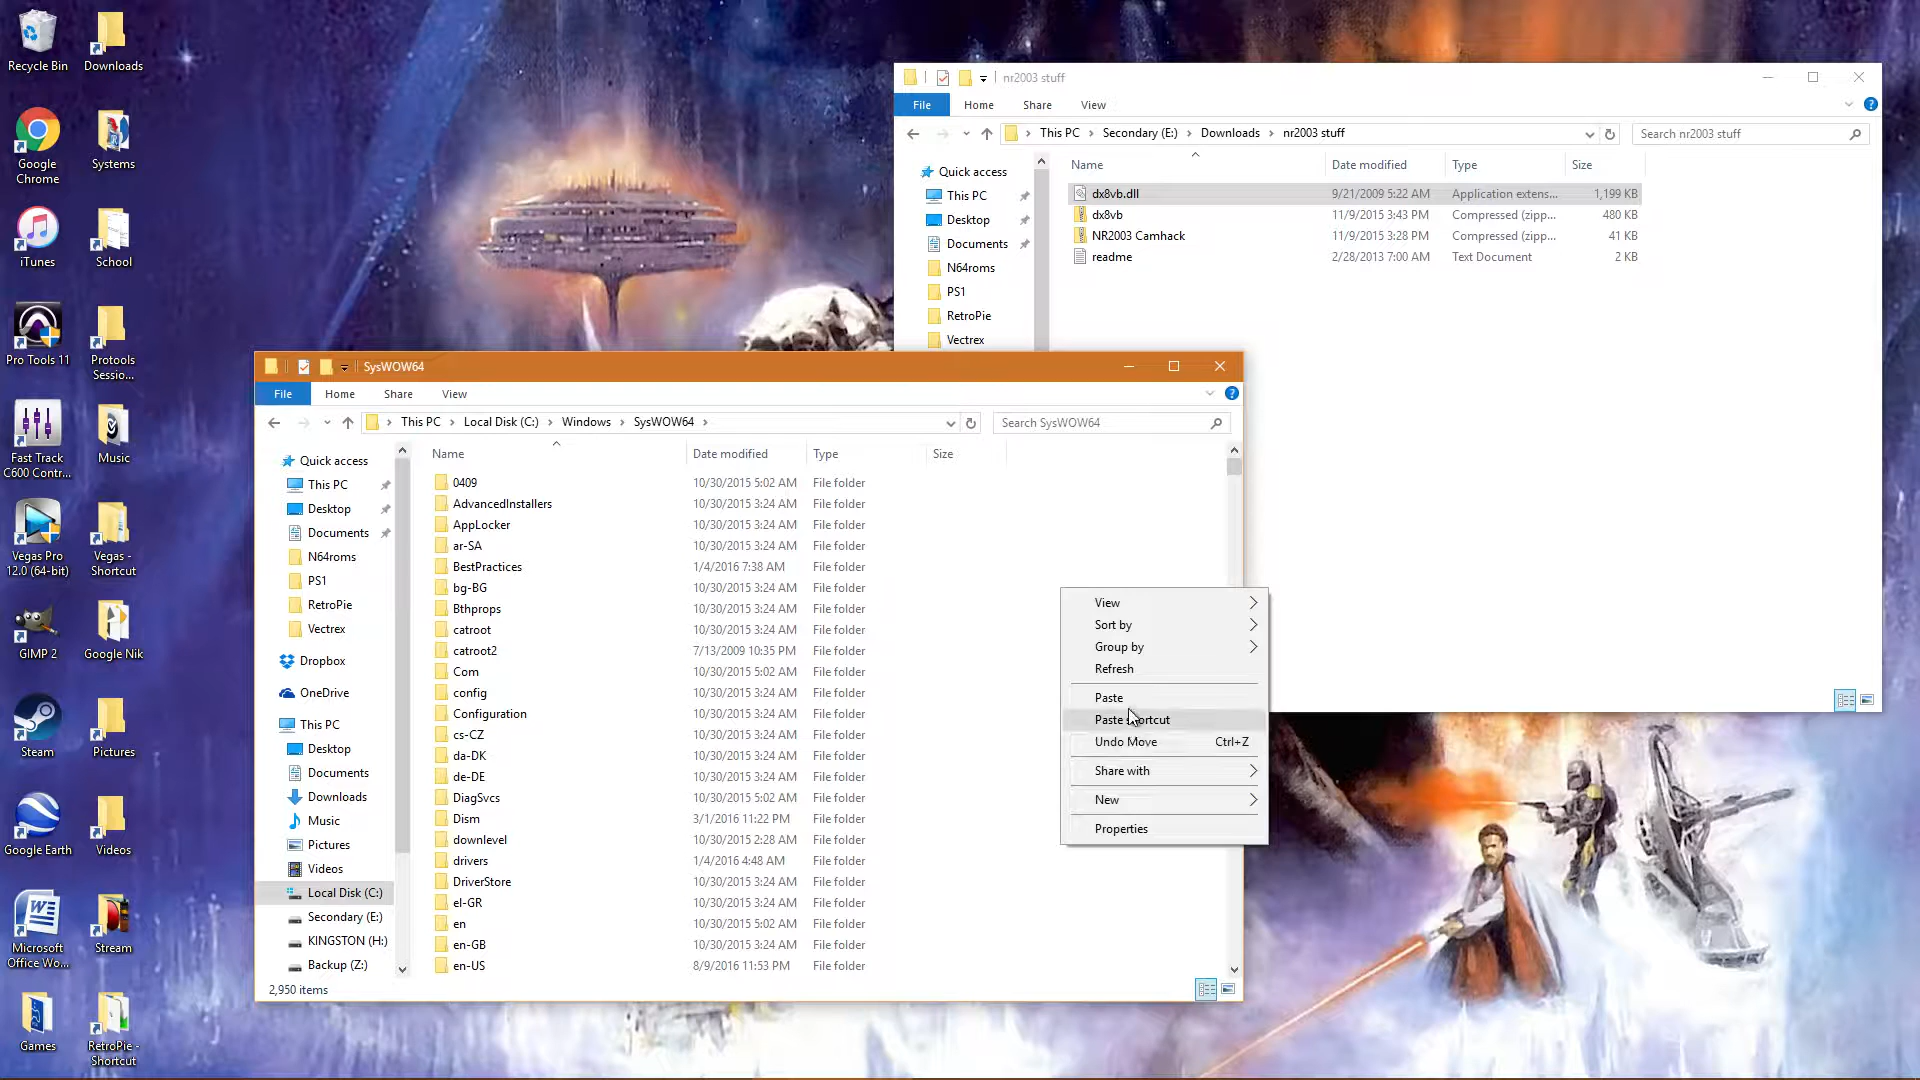 Recycle Bin
Downloads
Google
Chrome
Systems
iTunes
School
Pro Tools 11
Protools
Sessio...
Fast Track
C600 Contr...
Music
Vegas Pro
12.0 (64-bit)
Vegas -
Shortcut
GIMP 2
Google Nik
Steam
Pictures
Google Earth
Videos
Microsoft
Office Wo...
Stream
Games
RetroPie -
Shortcut
nr2003 stuff
File Home Share View
This PC > Secondary (E:) > Downloads > nr2003 stuff
Search nr2003 stuff
Quick access
This PC
Desktop
Documents
N64roms
PS1
RetroPie
Vectrex
Name Date modified Type Size
dx8vb.dll 9/21/2009 5:22 AM Application extens... 1,199 KB
dx8vb 11/9/2015 3:43 PM Compressed (zipp... 480 KB
NR2003 Camhack 11/9/2015 3:28 PM Compressed (zipp... 41 KB
readme 2/28/2013 7:00 AM Text Document 2 KB
SysWOW64
File Home Share View
This PC > Local Disk (C:) > Windows > SysWOW64 >
Search SysWOW64
Quick access
This PC
Desktop
Documents
N64roms
PS1
RetroPie
Vectrex
Dropbox
OneDrive
This PC
Desktop
Documents
Downloads
Music
Pictures
Videos
Local Disk (C:)
Secondary (E:)
KINGSTON (H:)
Backup (Z:)
Name Date modified Type Size
0409 10/30/2015 5:02 AM File folder
AdvancedInstallers 10/30/2015 3:24 AM File folder
AppLocker 10/30/2015 3:24 AM File folder
ar-SA 10/30/2015 3:24 AM File folder
BestPractices 1/4/2016 7:38 AM File folder
bg-BG 10/30/2015 3:24 AM File folder
Bthprops 10/30/2015 3:24 AM File folder
catroot 10/30/2015 3:24 AM File folder
catroot2 7/13/2009 10:35 PM File folder
Com 10/30/2015 5:02 AM File folder
config 10/30/2015 3:24 AM File folder
Configuration 10/30/2015 3:24 AM File folder
cs-CZ 10/30/2015 3:24 AM File folder
da-DK 10/30/2015 3:24 AM File folder
de-DE 10/30/2015 3:24 AM File folder
DiagSvcs 10/30/2015 5:02 AM File folder
Dism 3/1/2016 11:22 PM File folder
downlevel 10/30/2015 2:28 AM File folder
drivers 1/4/2016 4:48 AM File folder
DriverStore 10/30/2015 3:24 AM File folder
el-GR 10/30/2015 3:24 AM File folder
en 10/30/2015 5:02 AM File folder
en-GB 10/30/2015 3:24 AM File folder
en-US 8/9/2016 11:53 PM File folder
2,950 items
View
Sort by
Group by
Refresh
Paste
Paste shortcut
Undo Move Ctrl+Z
Share with
New
Properties